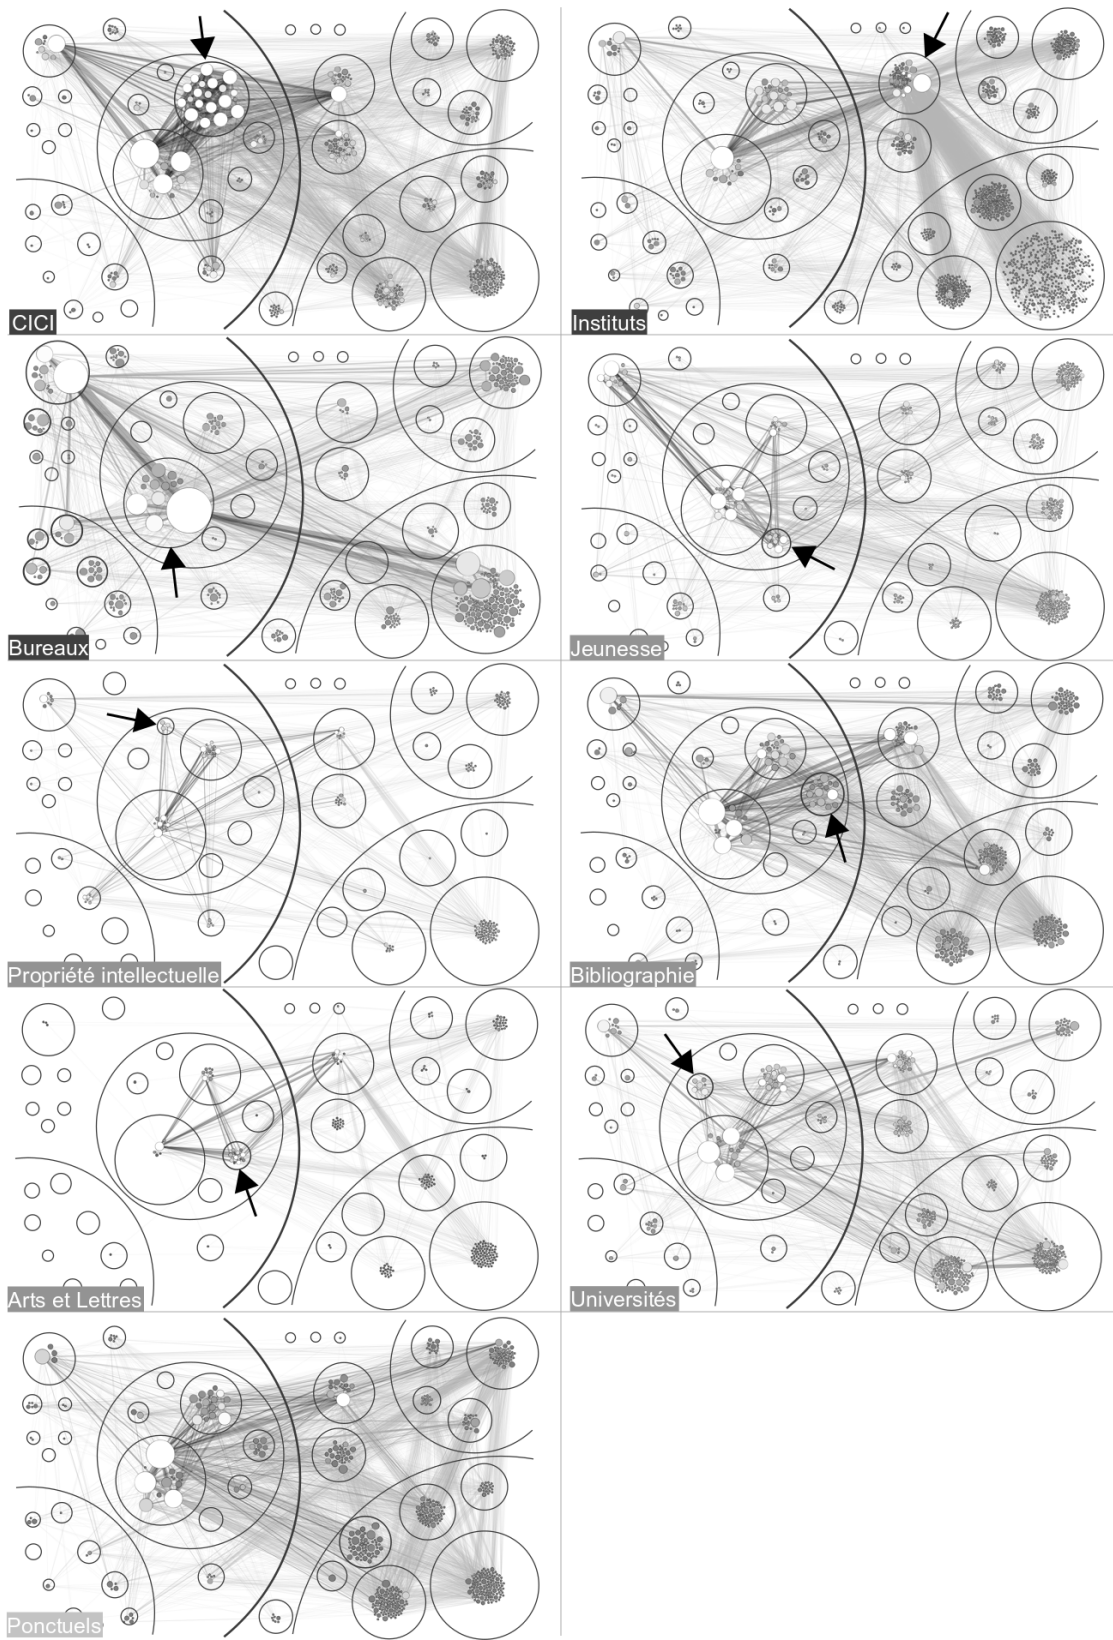 CICI
Instituts
Bureaux
Jeunesse
Propriété intellectuelle
Bibliographie
Arts et Lettres
Universités
Ponctuels